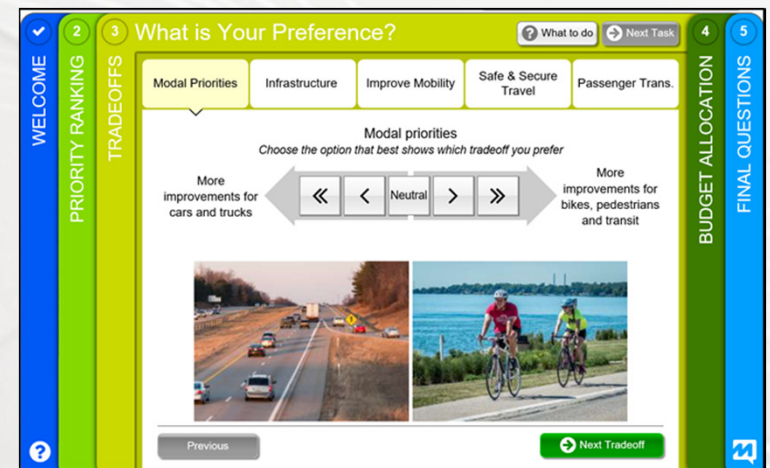 WELCOME
?
2
PRIORITY RANKING
3
TRADEOFFS
What is Your Preference?
? What to do
Next Task
Modal Priorities
Infrastructure
Improve Mobility
Safe & Secure
Travel
Passenger Trans.
Modal priorities
Choose the option that best shows which tradeoff you prefer
More
improvements for
cars and trucks
«
<
Neutral
>
»
More
improvements for
bikes, pedestrians
and transit
Previous
Next Tradeoff
4
BUDGET ALLOCATION
5
FINAL QUESTIONS